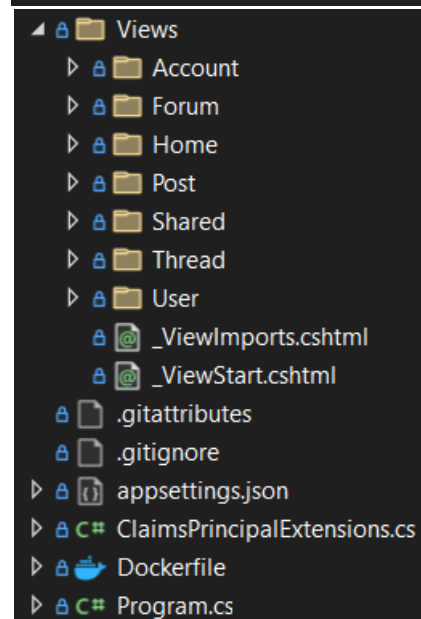 Views
Account
Forum
Home
Post
Shared
Thread
User
_ViewImports.cshtml
_ViewStart.cshtml
.gitattributes
.gitignore
appsettings.json
C# ClaimsPrincipalExtensions.cs
Dockerfile
C# Program.cs